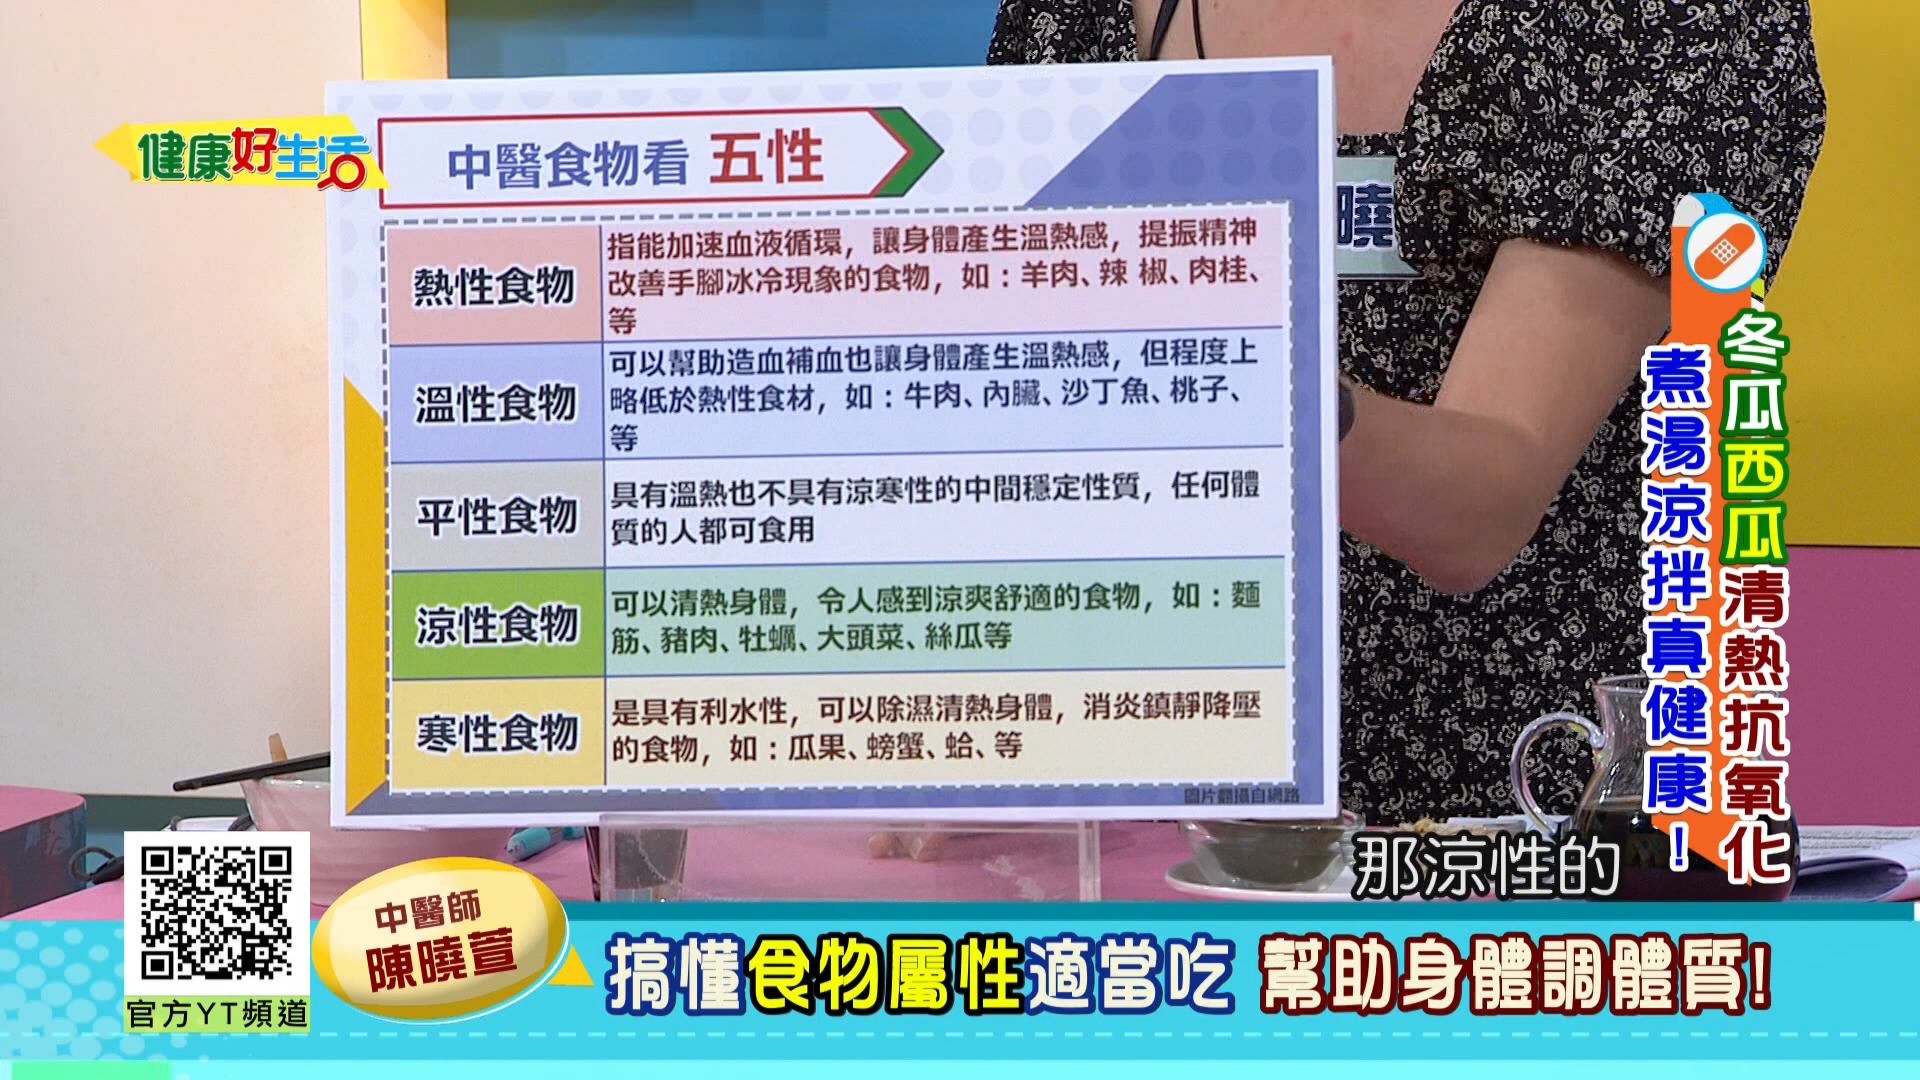 健康好生活
中醫食物看 五性
熱性食物
指能加速血液循環，讓身體產生溫熱感，提振精神
改善手腳冰冷現象的食物，如：羊肉、辣 椒、肉桂、
等
溫性食物
可以幫助造血補血也讓身體產生溫熱感，但程度上
略低於熱性食材，如：牛肉、內臟、沙丁魚、桃子、
等
平性食物
具有溫熱也不具有涼寒性的中間穩定性質，任何體
質的人都可食用
涼性食物
可以清熱身體，令人感到涼爽舒適的食物，如：麵
筋、豬肉、牡蠣、大頭菜、絲瓜等
寒性食物
是具有利水性，可以除濕清熱身體，消炎鎮靜降壓
的食物，如：瓜果、螃蟹、蛤、等
圖片翻攝自網路
曉
冬瓜西瓜清熱抗氧化
煮湯涼拌真健康！
那涼性的
官方YT頻道
中醫師
陳曉萱
搞懂食物屬性適當吃 幫助身體調體質!